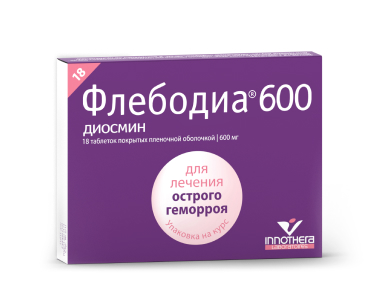 18
Флебодиа® 600
диосмин
18 таблеток покрытых пленочной оболочкой | 600 мг
для
лечения
острого
геморроя
Упаковка на курс
INNOTHERA
LABORATOIRES